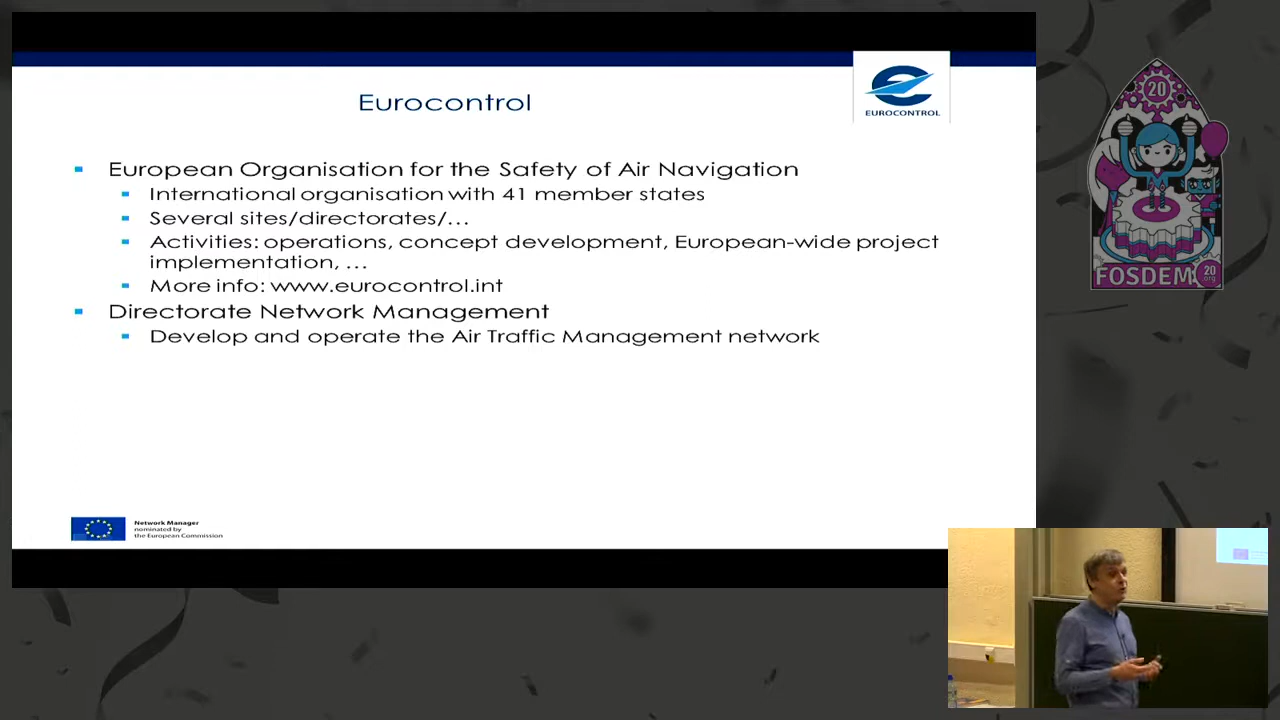 Eurocontrol
EUROCONTROL
European Organisation for the Safety of Air Navigation
International organisation with 41 member states
Several sites/directorates/…
Activities: operations, concept development, European-wide project
implementation, …
More info: www.eurocontrol.int
Directorate Network Management
Develop and operate the Air Traffic Management network
Network Manager
nominated by
the European Commission
20
FOSDEM
20
.org